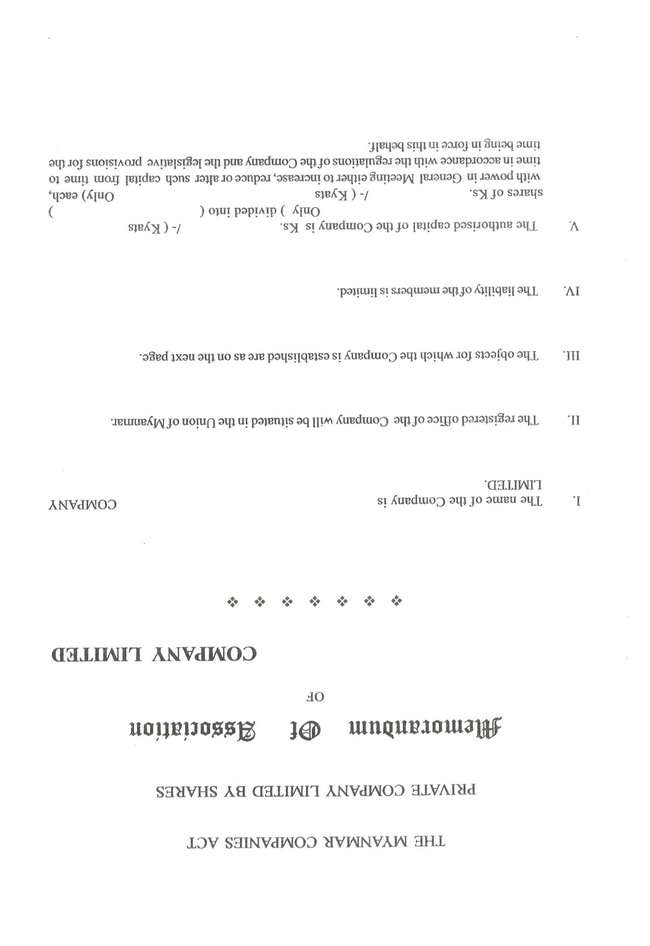 THE MYANMAR COMPANIES ACT
PRIVATE COMPANY LIMITED BY SHARES
Memorandum Of Association
OF
COMPANY LIMITED
❖ ❖ ❖ ❖ ❖ ❖ ❖
I. The name of the Company is COMPANY
LIMITED.
II. The registered office of the Company will be situated in the Union of Myanmar.
III. The objects for which the Company is established are as on the next page.
IV. The liability of the members is limited.
V. The authorised capital of the Company is Ks. /- ( Kyats
Only ) divided into ( )
shares of Ks. /- ( Kyats Only) each,
with power in General Meeting either to increase, reduce or alter such capital from time to
time in accordance with the regulations of the Company and the legislative provisions for the
time being in force in this behalf.